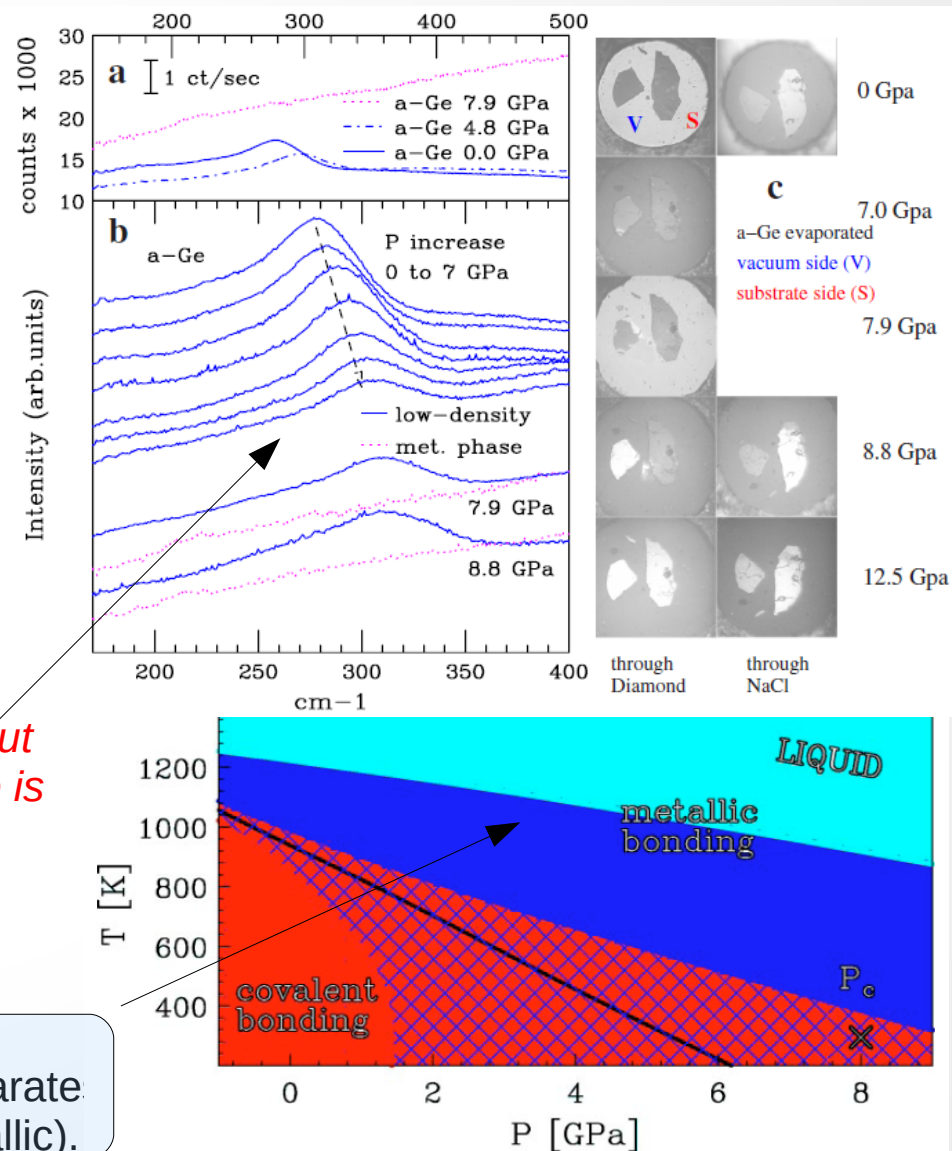 200 300 400 500
30
25
20
15
10
counts x 1000
a
1 ct/sec
a-Ge 7.9 GPa
a-Ge 4.8 GPa
a-Ge 0.0 GPa
b
a-Ge
P increase
0 to 7 GPa
low-density
met. phase
7.9 GPa
8.8 GPa
Intensity (arb.units)
200 250 300 350 400
cm-1
V
S
0 Gpa
c
7.0 Gpa
a-Ge evaporated
vacuum side (V)
substrate side (S)
7.9 Gpa
8.8 Gpa
12.5 Gpa
through
Diamond
through
NaCl
is
LIQUID
metallic
bonding
covalent
bonding
Pc
1200
1000
800
600
400
T [K]
0 2 4 6 8
P [GPa]